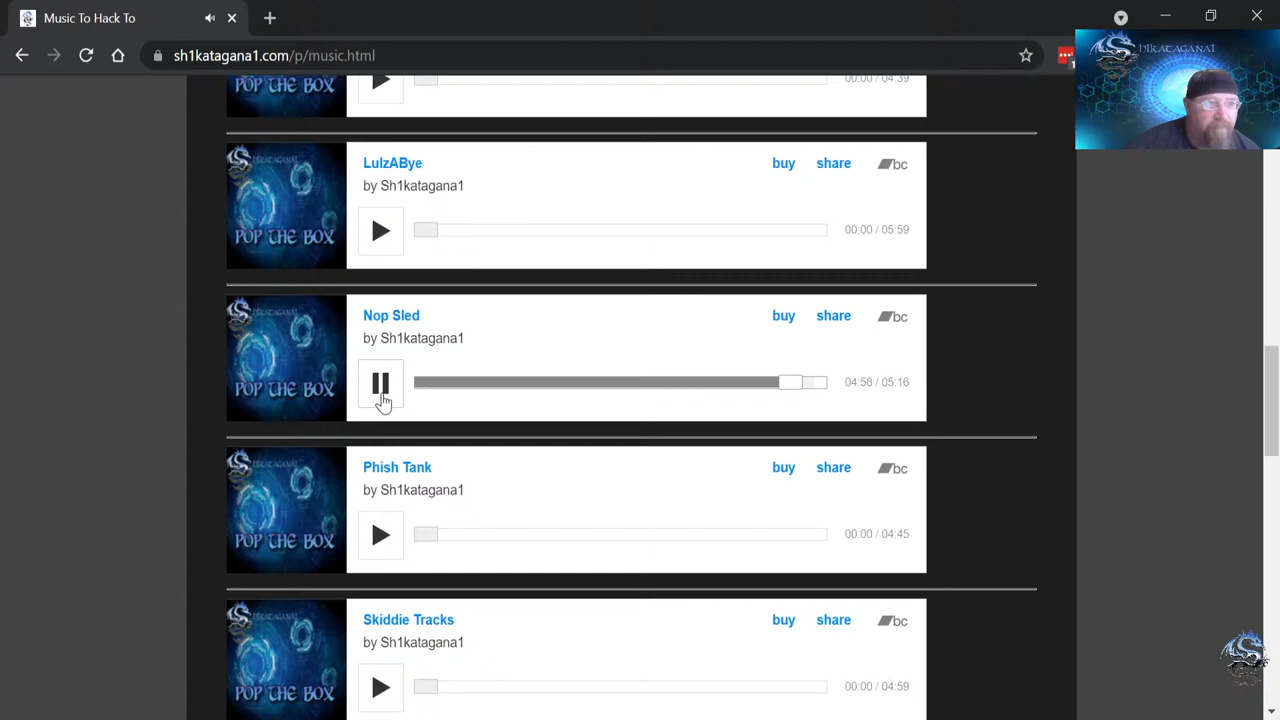 Music To Hack To
sh1katagana1.com/p/music.html
SH1KATAGANA1
POP THE BOX
00:00 / 04:39
LulzABye
buy share bc
by Sh1katagana1
POP THE BOX
00:00 / 05:59
Nop Sled
buy share bc
by Sh1katagana1
POP THE BOX
04:58 / 05:16
Phish Tank
buy share bc
by Sh1katagana1
POP THE BOX
00:00 / 04:45
Skiddie Tracks
buy share bc
by Sh1katagana1
POP THE BOX
00:00 / 04:59